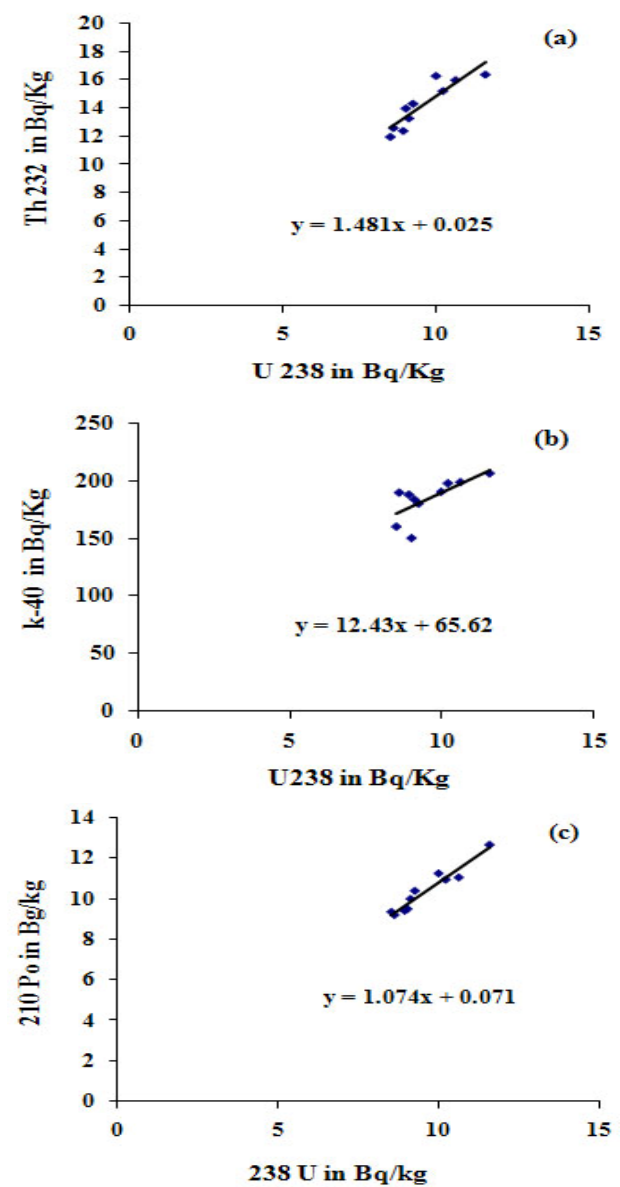 (a)
20
18
16
14
12
10
8
6
4
2
0
Th 232 in Bq/Kg
y = 1.481x + 0.025
0 5 10 15
U 238 in Bq/Kg
(b)
250
200
150
100
50
0
k-40 in Bq/Kg
y = 12.43x + 65.62
0 5 10 15
U238 in Bq/Kg
(c)
14
12
10
8
6
4
2
0
210 Po in Bg/kg
y = 1.074x + 0.071
0 5 10 15
238 U in Bq/kg